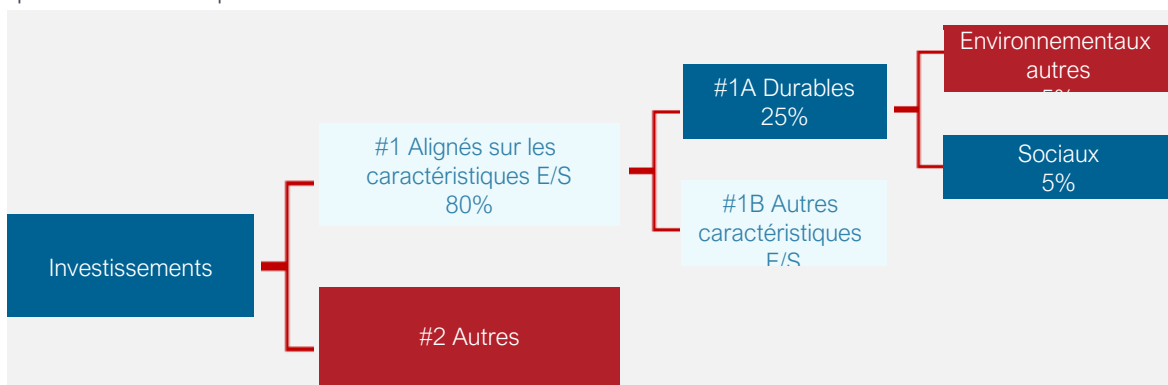 Environnementaux
autres
5%
#1A Durables
25%
#1 Alignés sur les
caractéristiques E/S
80%
Sociaux
5%
#1B Autres
caractéristiques
E/S
Investissements
#2 Autres